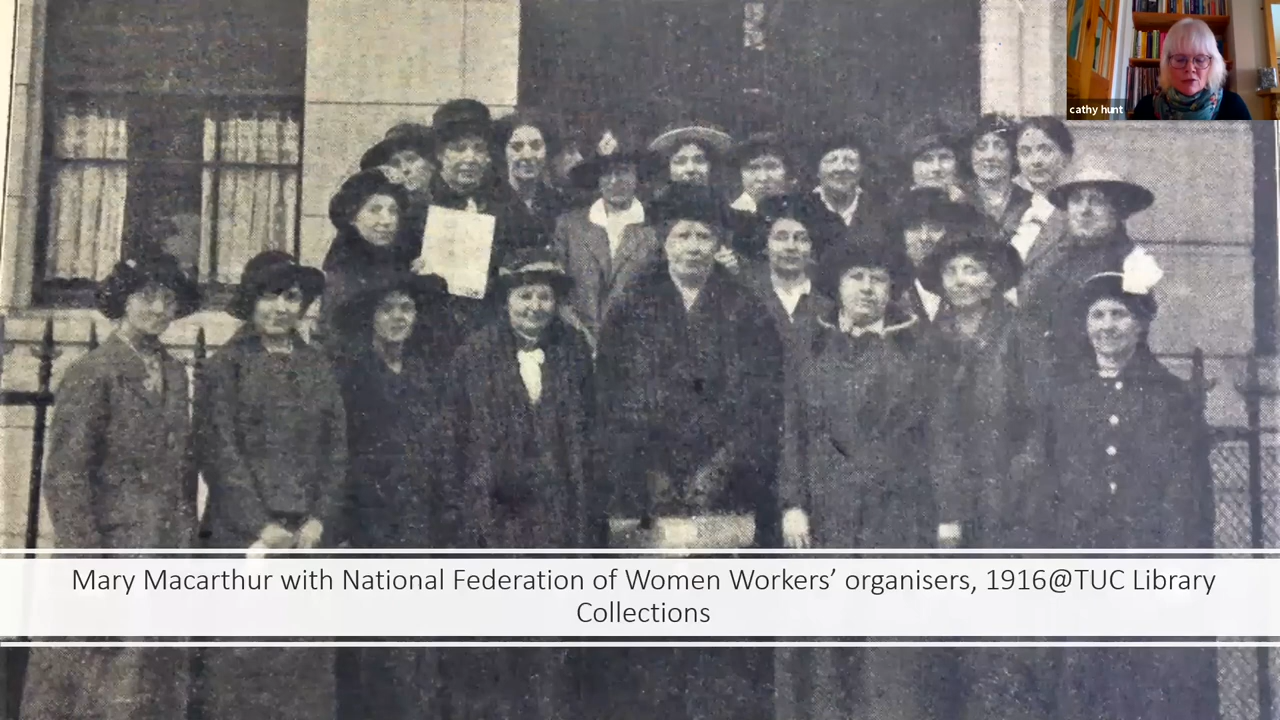 cathy hunt
Mary Macarthur with National Federation of Women Workers’ organisers, 1916@TUC Library
Collections